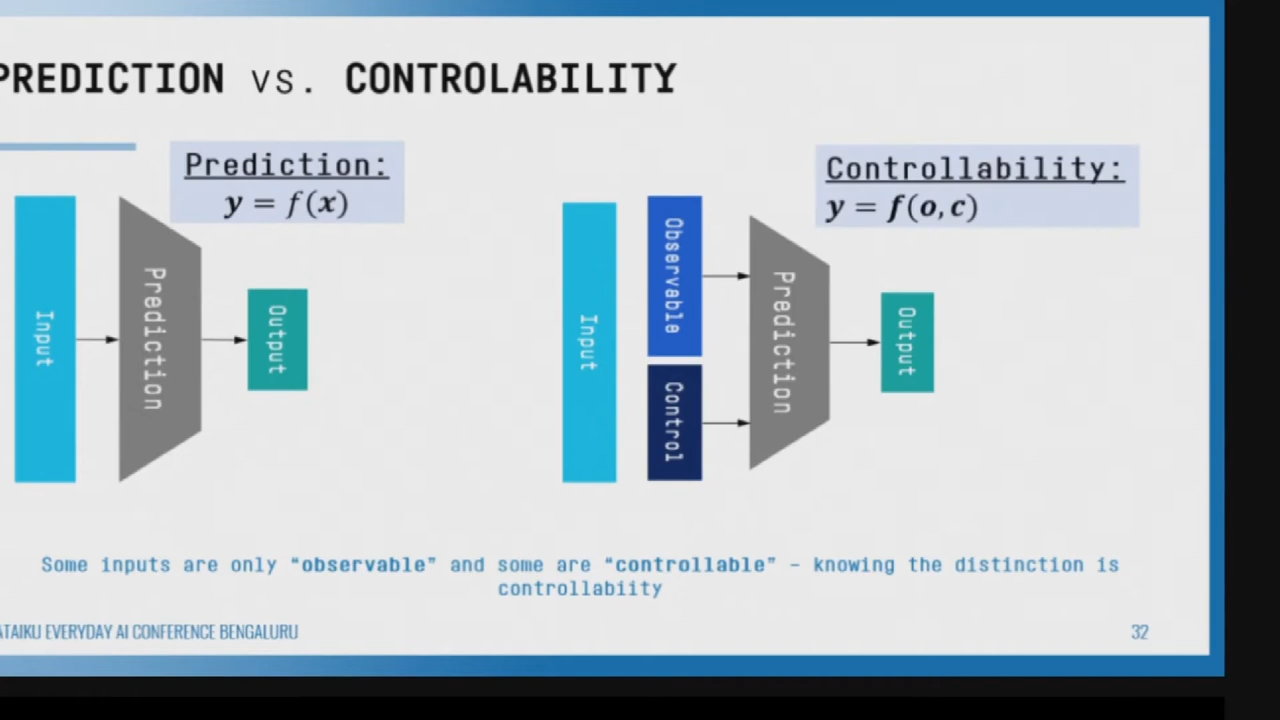 PREDICTION VS. CONTROLABILITY
Prediction:
y = f(x)
Controllability:
y = f(o, c)
Input
Prediction
Output
Input
Observable
Control
Prediction
Output
Some inputs are only “observable” and some are “controllable” – knowing the distinction is
controllabiity
ATAIKU EVERYDAY AI CONFERENCE BENGALURU
32